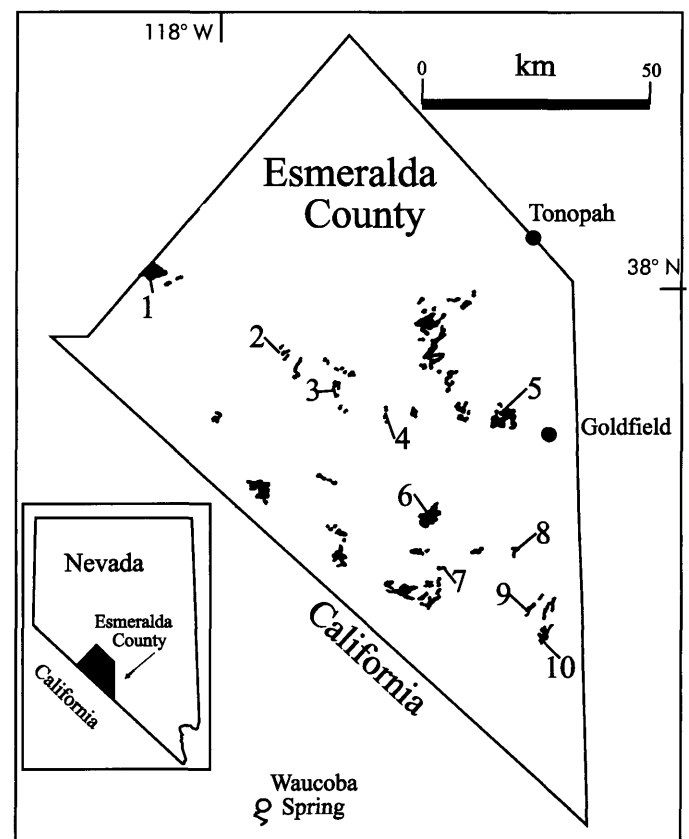 118° W
0 km 50
Esmeralda
County
Tonopah
38° N
1
2
3
4
5
Goldfield
6
7
8
9
10
Nevada
Esmeralda
County
California
California
Waucoba
Spring